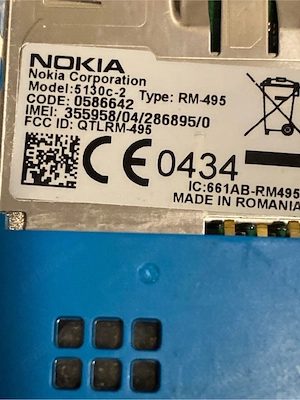 NOKIA
Nokia Corporation
Model:5130c-2 Type: RM-495
CODE: 0586642
IMEI: 355958/04/286895/0
FCC ID: QTLRM-495
CE 0434
IC:661AB-RM495
MADE IN ROMANIA